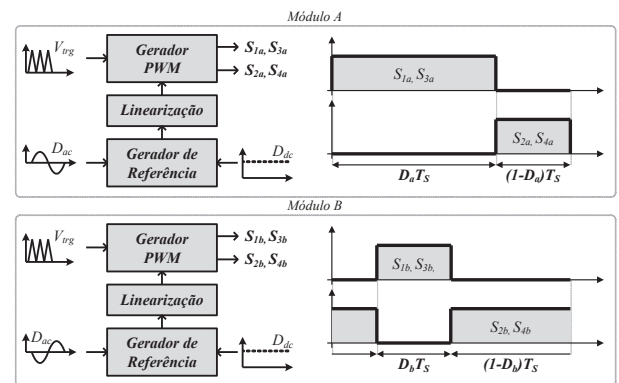 Módulo A
V_trg
Gerador PWM
S_1a, S_3a
S_2a, S_4a
Linearização
D_ac
Gerador de Referência
D_dc
S_1a, S_3a
S_2a, S_4a
D_aT_S
(1-D_a)T_S
Módulo B
V_trg
Gerador PWM
S_1b, S_3b
S_2b, S_4b
Linearização
D_ac
Gerador de Referência
D_dc
S_1b, S_3b,
S_2b, S_4b
D_bT_S
(1-D_b)T_S